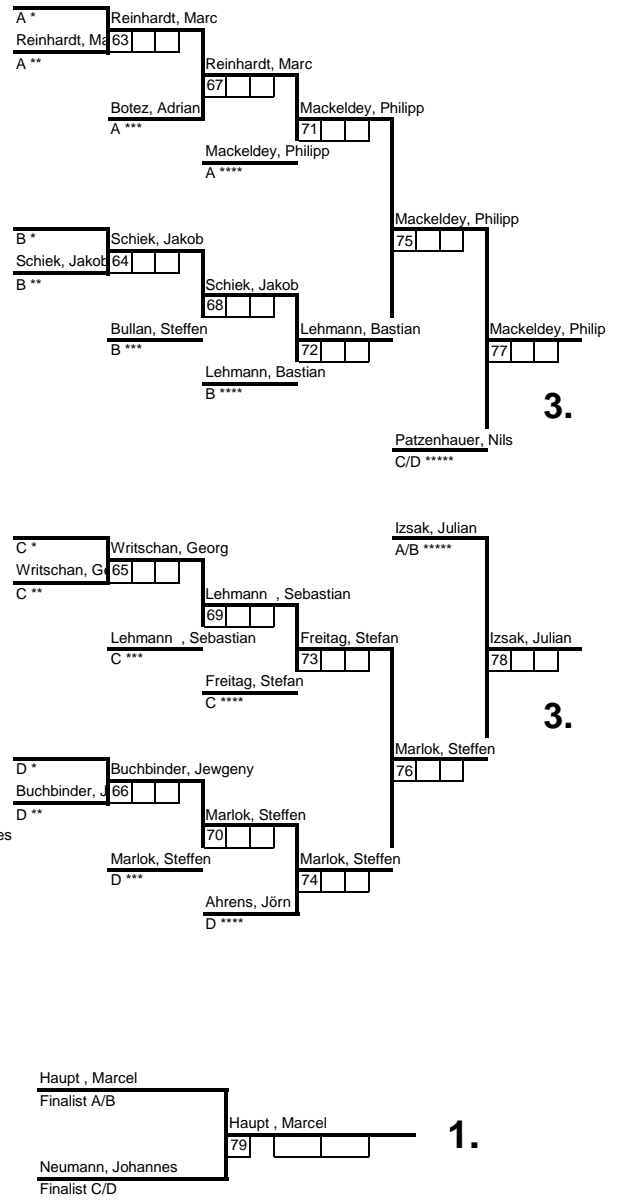 A *
Reinhardt, Marc
Reinhardt, Ma
63
A **
Reinhardt, Marc
67
Botez, Adrian
A ***
Mackeldey, Philipp
71
Mackeldey, Philipp
A ****
Mackeldey, Philipp
75
B *
Schiek, Jakob
Schiek, Jakob
64
B **
Schiek, Jakob
68
Bullan, Steffen
B ***
Lehmann, Bastian
72
Lehmann, Bastian
B ****
Mackeldey, Philip
77
3.
Patzenhauer, Nils
C/D *****
Izsak, Julian
A/B *****
C *
Writschan, Georg
Writschan, Ge
65
C **
Lehmann , Sebastian
69
Lehmann , Sebastian
C ***
Freitag, Stefan
73
Freitag, Stefan
C ****
Izsak, Julian
78
3.
Marlok, Steffen
76
D *
Buchbinder, Jewgeny
Buchbinder, J
66
D **
Marlok, Steffen
70
es
Marlok, Steffen
D ***
Marlok, Steffen
74
Ahrens, Jörn
D ****
Haupt , Marcel
Finalist A/B
Haupt , Marcel
79
1.
Neumann, Johannes
Finalist C/D